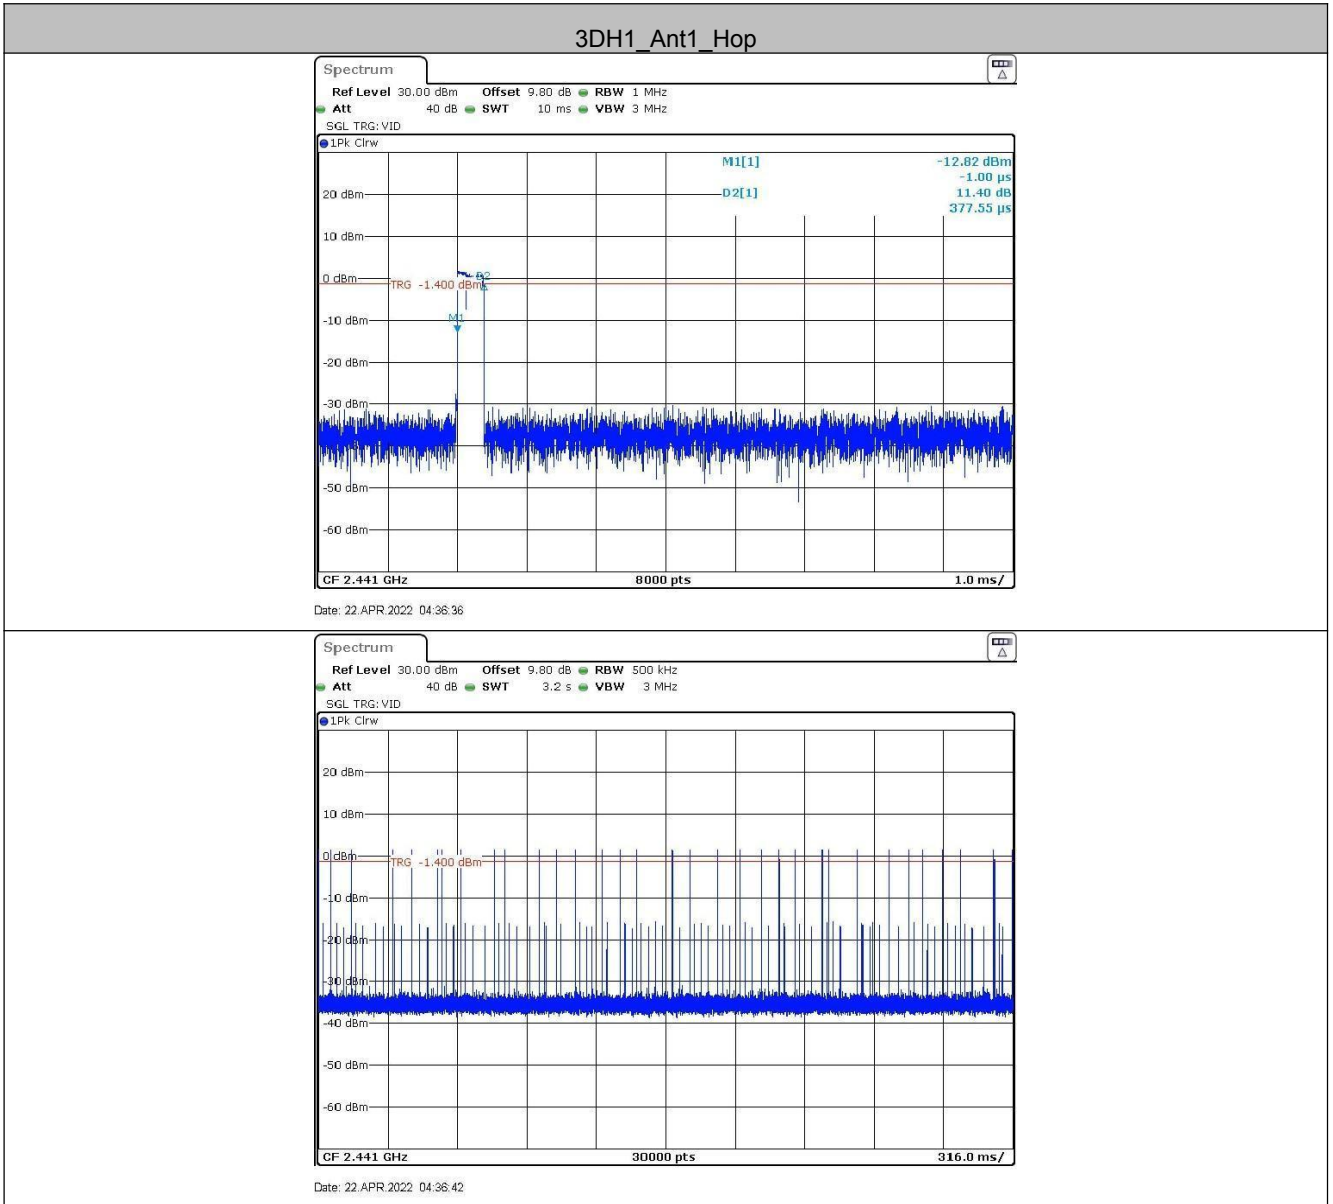 3DH1_Ant1_Hop
Spectrum
Ref Level 30.00 dBm Offset 9.80 dB RBW 1 MHz
Att 40 dB SWT 10 ms VBW 3 MHz
SGL TRG: VID
1Pk Clrw
M1[1] -12.82 dBm
-1.00 µs
20 dBm D2[1] 11.40 dB
377.55 µs
10 dBm
0 dBm D2
TRG -1.400 dBm
M1
-10 dBm
-20 dBm
-30 dBm
-50 dBm
-60 dBm
CF 2.441 GHz 8000 pts 1.0 ms/
Date: 22.APR.2022 04:36:36
Spectrum
Ref Level 30.00 dBm Offset 9.80 dB RBW 500 kHz
Att 40 dB SWT 3.2 s VBW 3 MHz
SGL TRG: VID
1Pk Clrw
20 dBm
10 dBm
0 dBm
TRG -1.400 dBm
-10 dBm
-20 dBm
-30 dBm
-40 dBm
-50 dBm
-60 dBm
CF 2.441 GHz 30000 pts 316.0 ms/
Date: 22.APR.2022 04:36:42